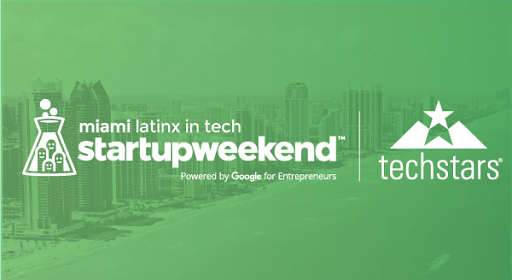 miami latinx in tech
startupweekend™
Powered by Google for Entrepreneurs
techstars®